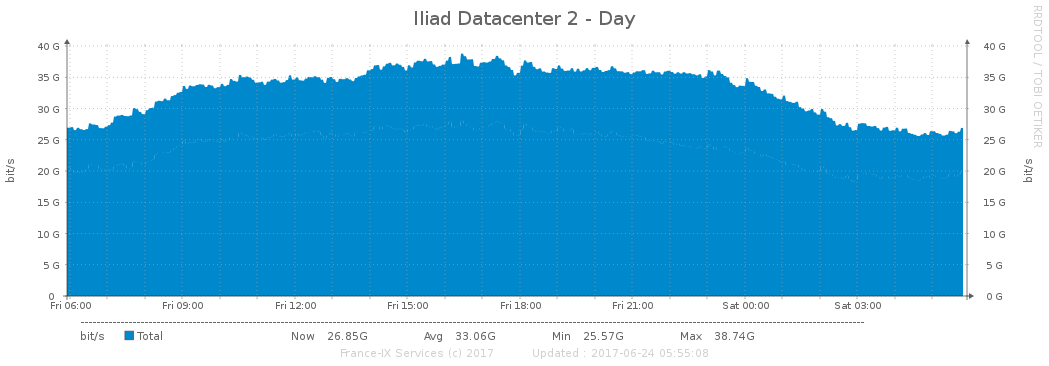 Iliad Datacenter 2 - Day
RRDTOOL / TOBI OETIKER
bit/s
40 G
35 G
30 G
25 G
20 G
15 G
10 G
5 G
0
40 G
35 G
30 G
25 G
20 G
15 G
10 G
5 G
0 G
bit/s
Fri 06:00 Fri 09:00 Fri 12:00 Fri 15:00 Fri 18:00 Fri 21:00 Sat 00:00 Sat 03:00
bit/s Total Now 26.85G Avg 33.06G Min 25.57G Max 38.74G
France-IX Services (c) 2017 Updated : 2017-06-24 05:55:08